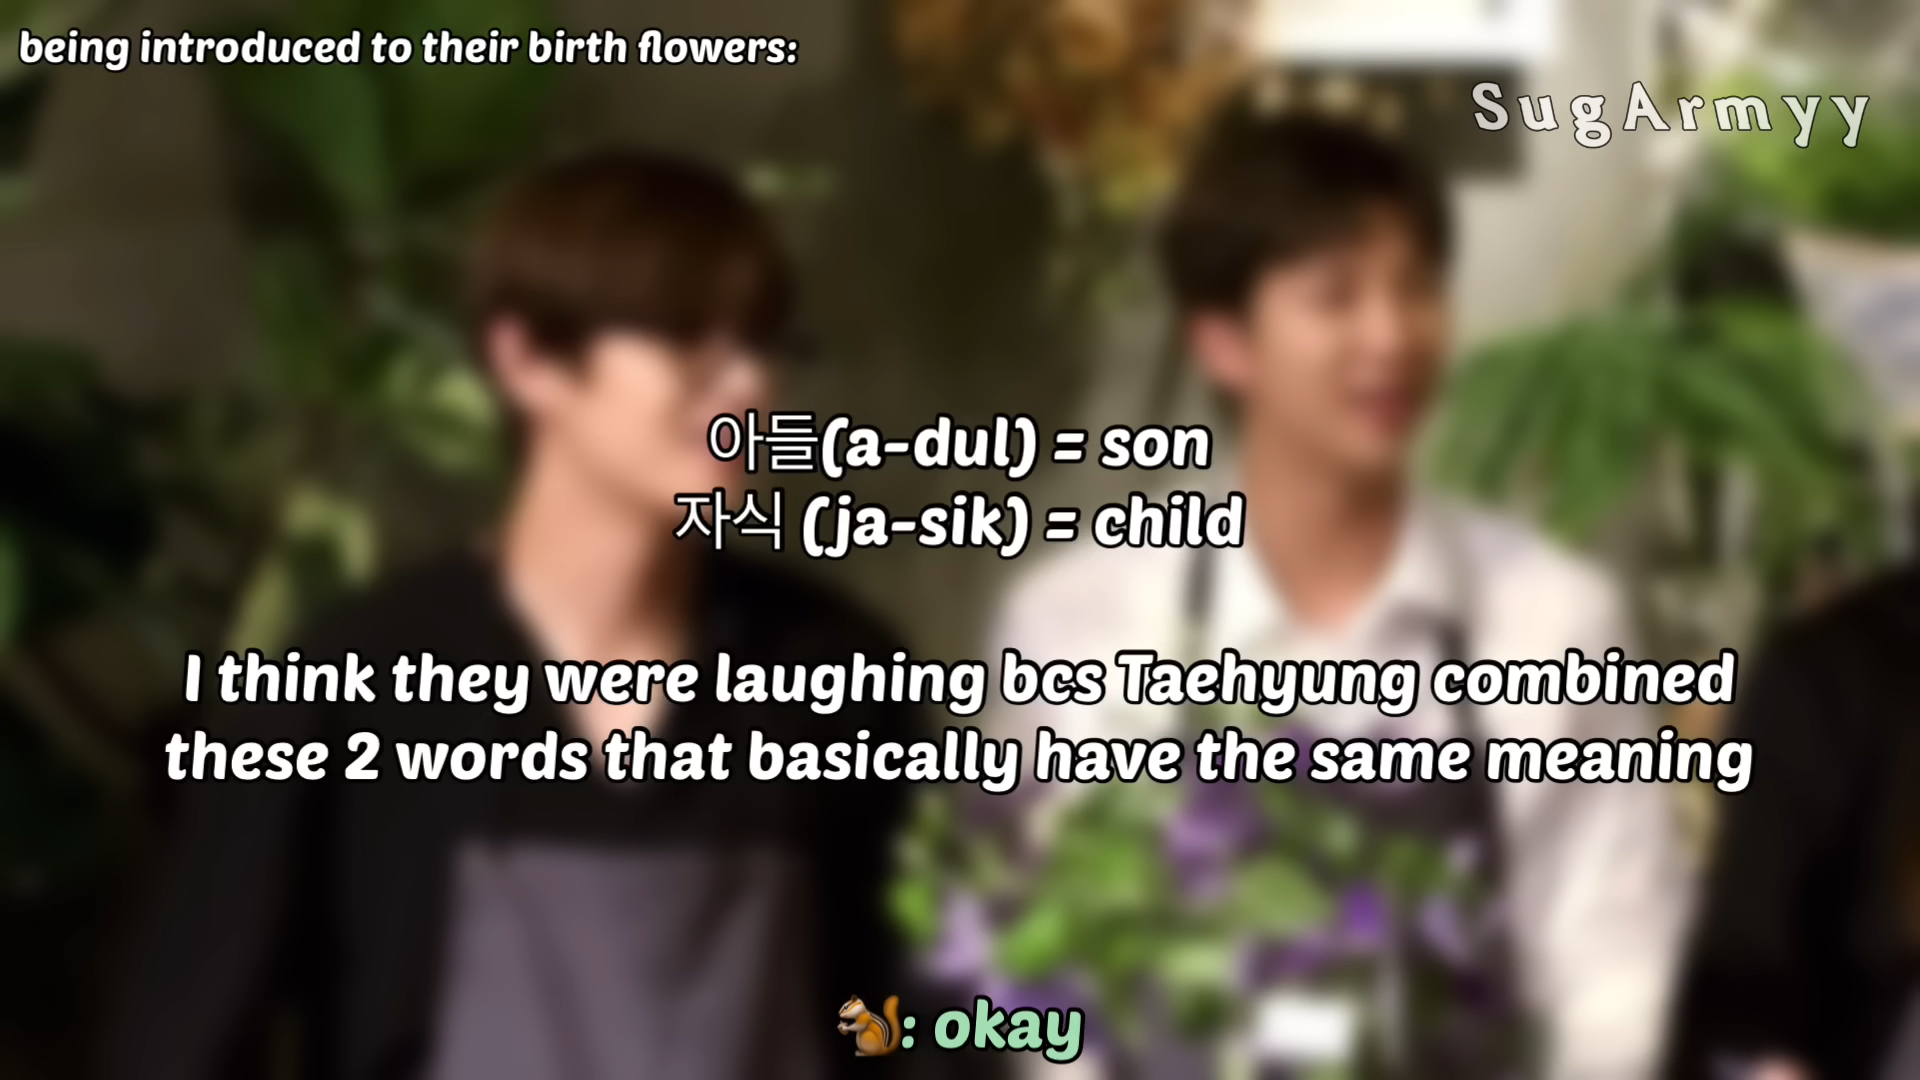 being introduced to their birth flowers:
SugArmyy
아들(a-dul) = son
자식 (ja-sik) = child
I think they were laughing bcs Taehyung combined
these 2 words that basically have the same meaning
🐿: okay